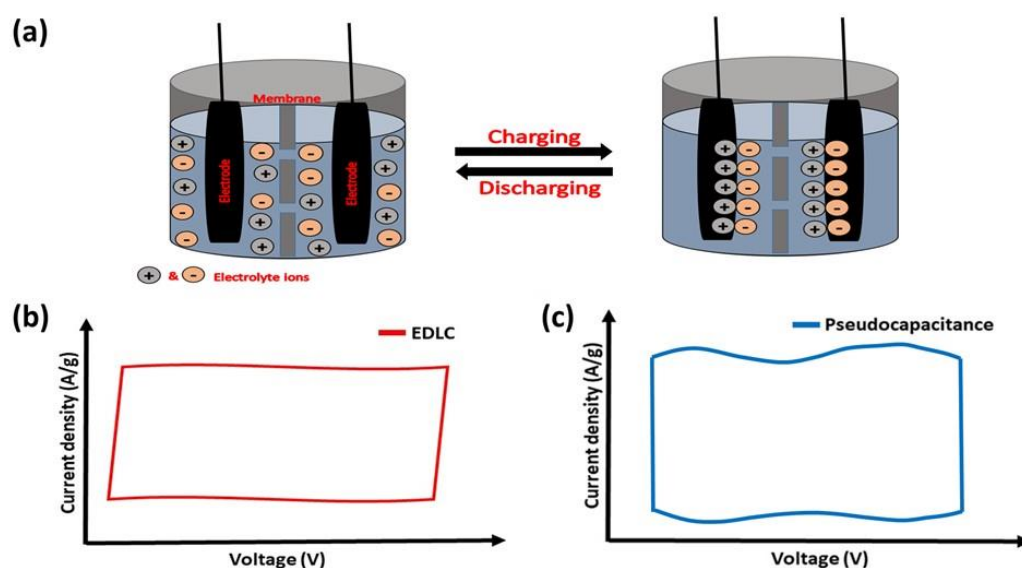 (a)
Membrane
Electrode
Electrode
Charging
Discharging
+ & - Electrolyte ions
(b)
EDLC
Current density (A/g)
Voltage (V)
(c)
Pseudocapacitance
Current density (A/g)
Voltage (V)